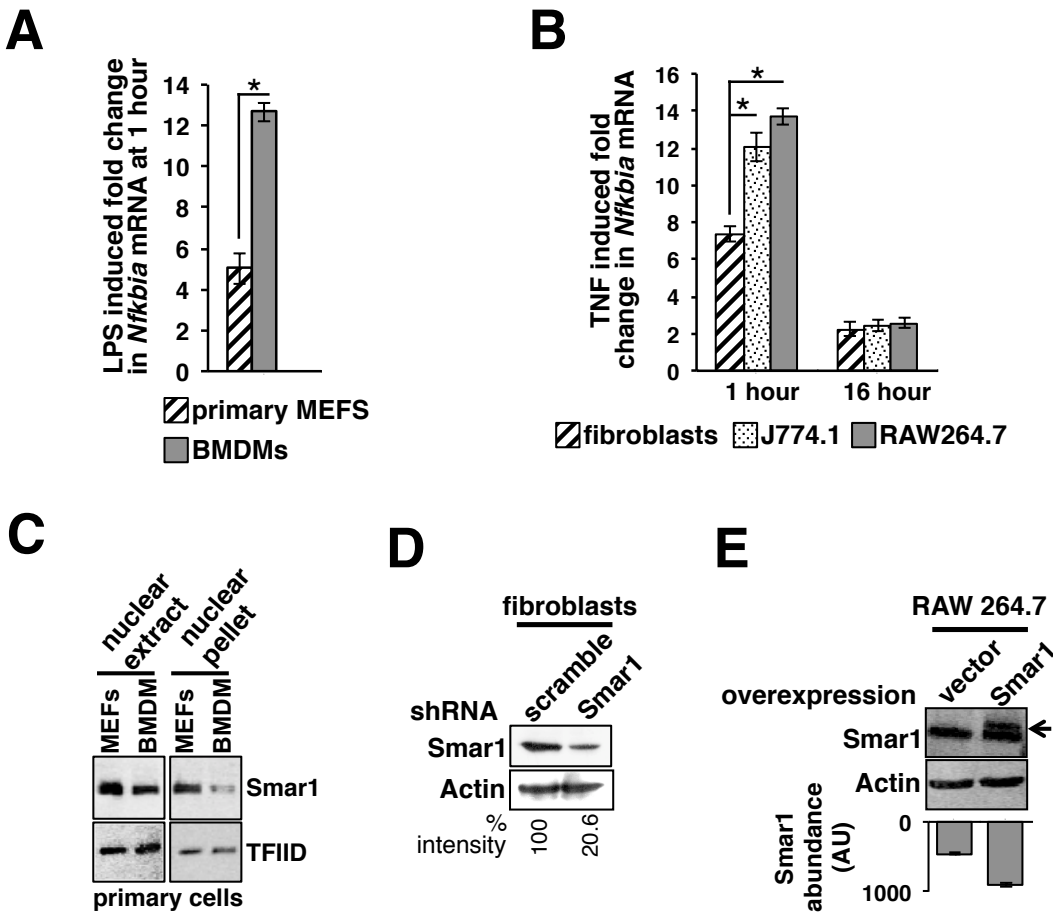 A
LPS induced fold change
in Nfkbia mRNA at 1 hour
14
12
10
8
6
4
2
0
*
primary MEFS
BMDMs
B
TNF induced fold
change in Nfkbia mRNA
16
14
12
10
8
6
4
2
0
*
*
1 hour 16 hour
fibroblasts J774.1 RAW264.7
C
nuclear
extract
nuclear
pellet
MEFs BMDM MEFs BMDM
Smar1
TFIID
primary cells
D
fibroblasts
shRNA scramble Smar1
Smar1
Actin
%
intensity 100 20.6
E
RAW 264.7
overexpression vector Smar1
Smar1
Actin
Smar1
abundance
(AU)
0
1000